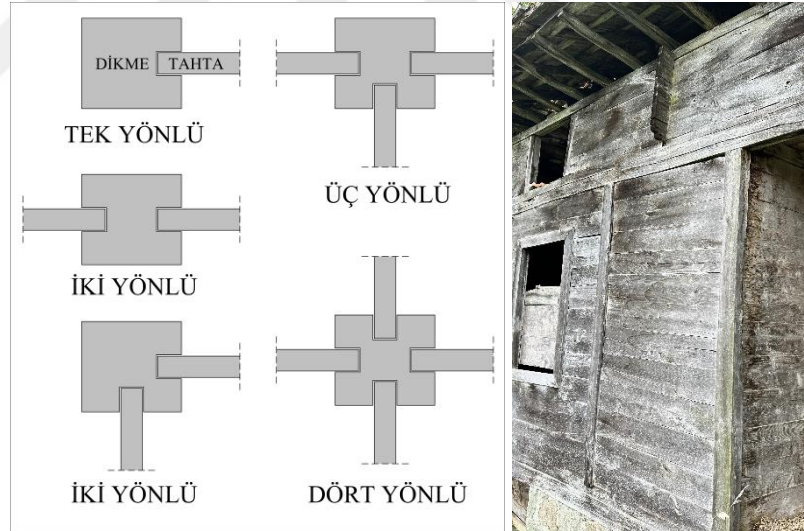 DİKME TAHTA
TEK YÖNLÜ
İKİ YÖNLÜ
İKİ YÖNLÜ
ÜÇ YÖNLÜ
DÖRT YÖNLÜ